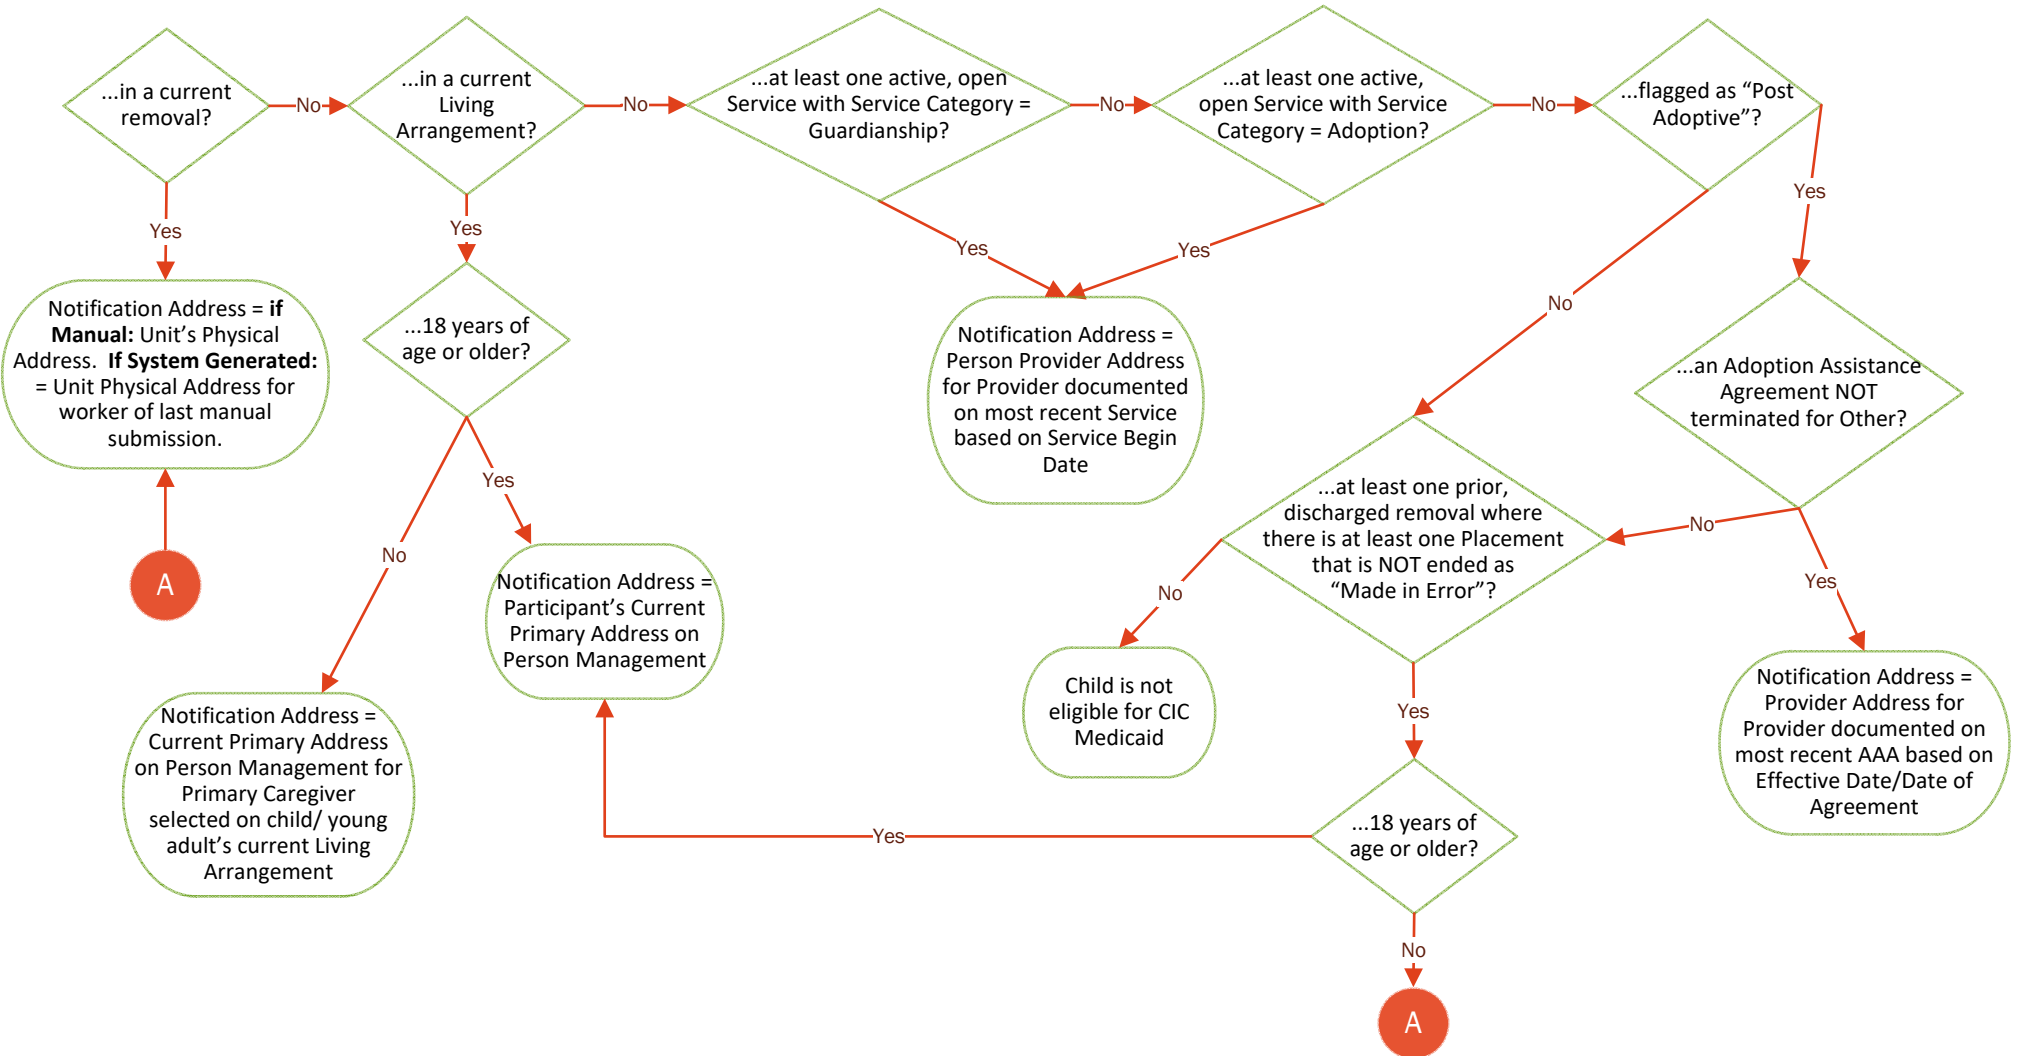 ...in a current
removal?
No
...in a current
Living
Arrangement?
No
...at least one active, open
Service with Service Category =
Guardianship?
No
...at least one active,
open Service with Service
Category = Adoption?
No
...flagged as “Post
Adoptive”?
Yes
Yes
Yes
Yes
Yes
No
Notification Address = if
Manual: Unit’s Physical
Address.  If System Generated:
= Unit Physical Address for
worker of last manual
submission.
A
...18 years of
age or older?
Yes
No
Notification Address =
Person Provider Address
for Provider documented
on most recent Service
based on Service Begin
Date
...an Adoption Assistance
Agreement NOT
terminated for Other?
No
Yes
...at least one prior,
discharged removal where
there is at least one Placement
that is NOT ended as
“Made in Error”?
No
Yes
Notification Address =
Participant’s Current
Primary Address on
Person Management
Child is not
eligible for CIC
Medicaid
Notification Address =
Provider Address for
Provider documented on
most recent AAA based on
Effective Date/Date of
Agreement
Notification Address =
Current Primary Address
on Person Management for
Primary Caregiver
selected on child/ young
adult’s current Living
Arrangement
Yes
...18 years of
age or older?
No
A